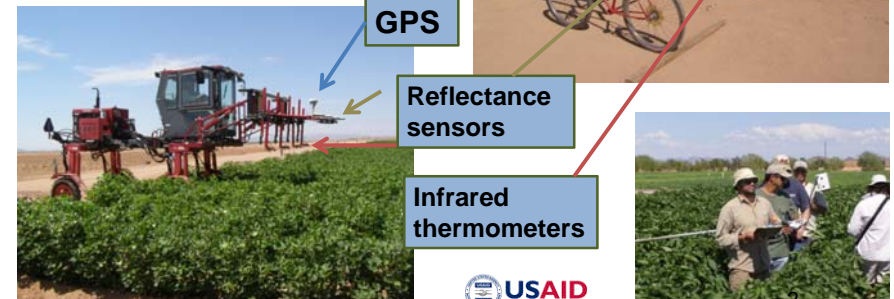 GPS
Reflectance
sensors
Infrared
thermometers
USAID